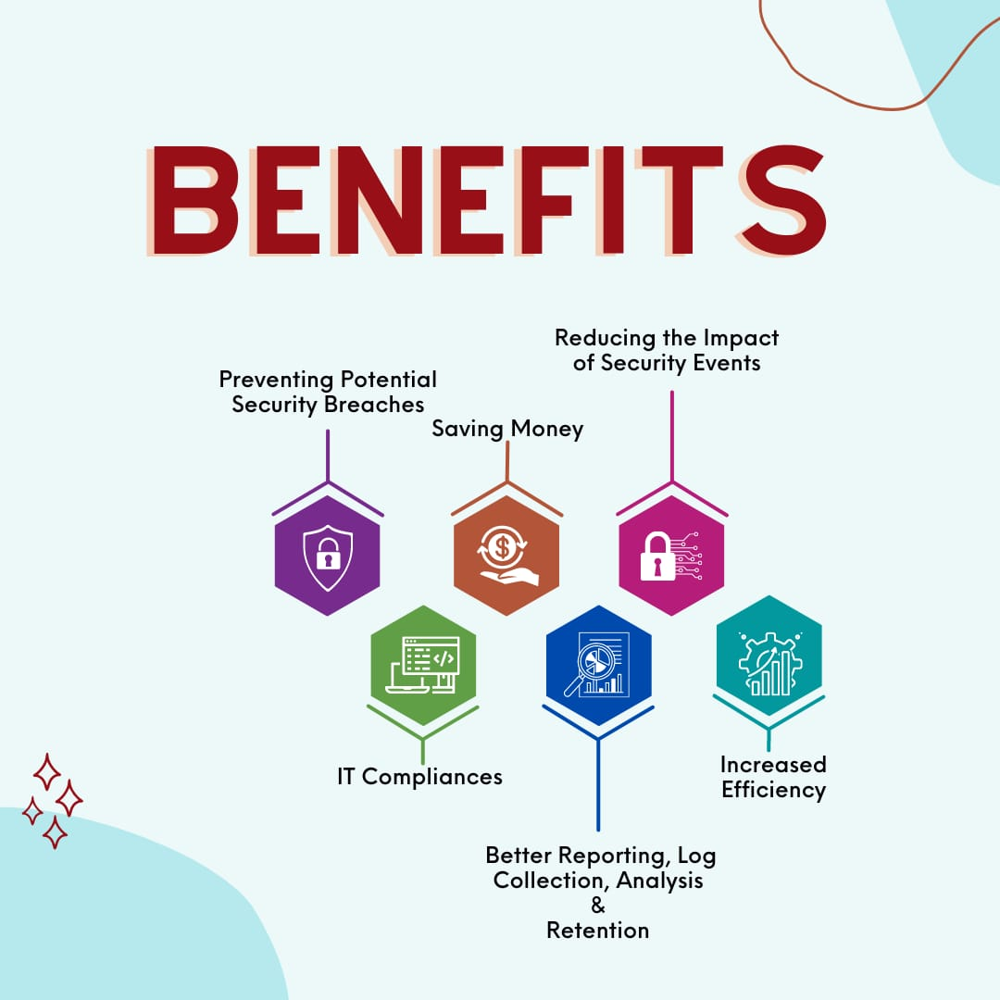 BENEFITS
Preventing Potential
Security Breaches
Saving Money
Reducing the Impact
of Security Events
IT Compliances
Better Reporting, Log
Collection, Analysis
&
Retention
Increased
Efficiency